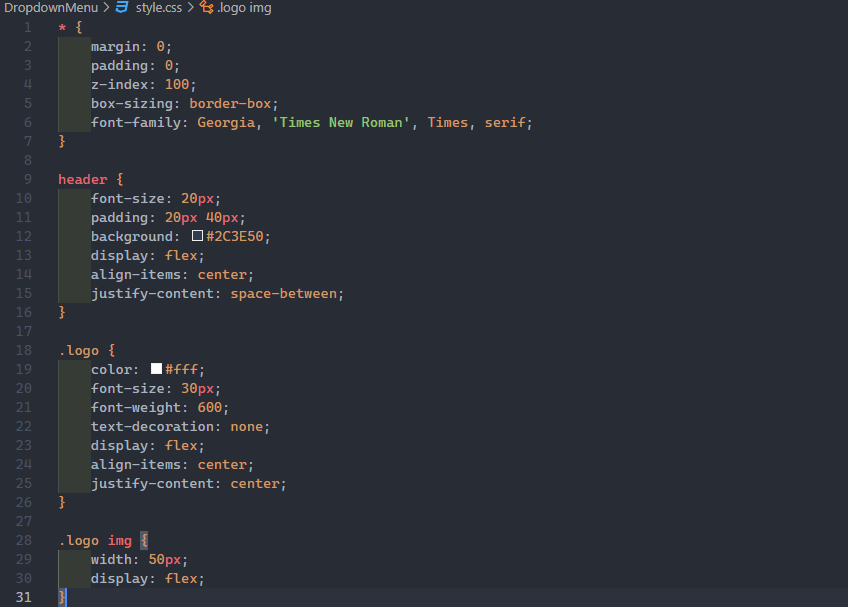 DropdownMenu > style.css > .logo img
1 * {
2 margin: 0;
3 padding: 0;
4 z-index: 100;
5 box-sizing: border-box;
6 font-family: Georgia, 'Times New Roman', Times, serif;
7 }
8
9 header {
10 font-size: 20px;
11 padding: 20px 40px;
12 background: #2C3E50;
13 display: flex;
14 align-items: center;
15 justify-content: space-between;
16 }
17
18 .logo {
19 color: #fff;
20 font-size: 30px;
21 font-weight: 600;
22 text-decoration: none;
23 display: flex;
24 align-items: center;
25 justify-content: center;
26 }
27
28 .logo img {
29 width: 50px;
30 display: flex;
31 }